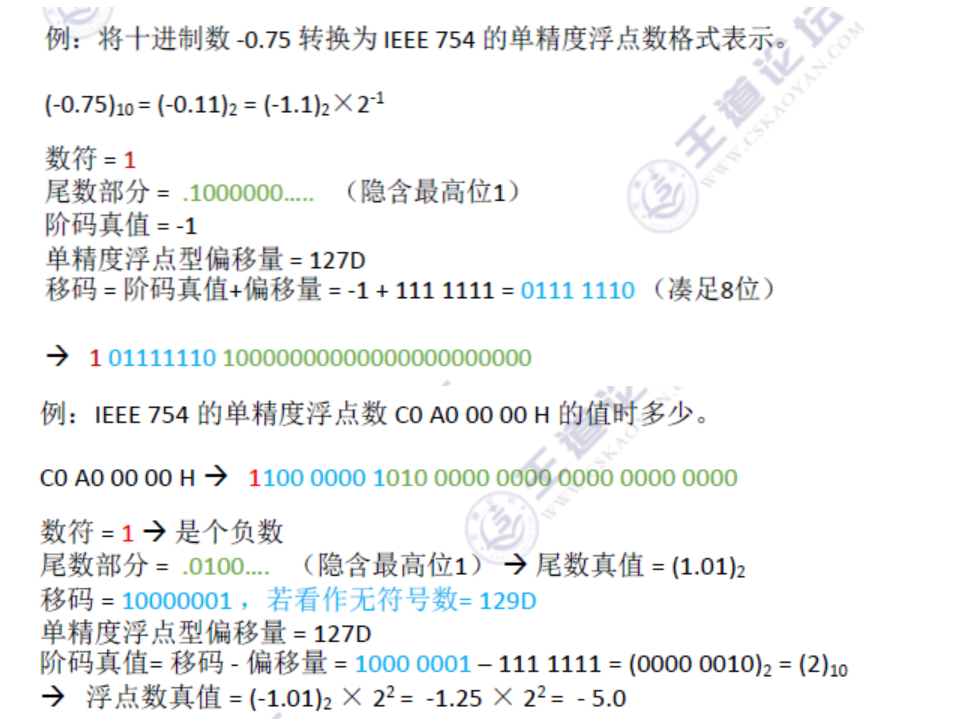 例：将十进制数 -0.75 转换为 IEEE 754 的单精度浮点数格式表示。
(-0.75)₁₀ = (-0.11)₂ = (-1.1)₂×2⁻¹
数符 = 1
尾数部分 = .1000000..... （隐含最高位1）
阶码真值 = -1
单精度浮点型偏移量 = 127D
移码 = 阶码真值+偏移量 = -1 + 111 1111 = 0111 1110 （凑足8位）
→ 1 01111110 10000000000000000000000
例：IEEE 754 的单精度浮点数 C0 A0 00 00 H 的值时多少。
C0 A0 00 00 H → 1100 0000 1010 0000 0000 0000 0000 0000
数符 = 1 → 是个负数
尾数部分 = .0100.... （隐含最高位1） → 尾数真值 = (1.01)₂
移码 = 10000001 ，若看作无符号数= 129D
单精度浮点型偏移量 = 127D
阶码真值= 移码 - 偏移量 = 1000 0001 – 111 1111 = (0000 0010)₂ = (2)₁₀
→ 浮点数真值 = (-1.01)₂ × 2² = -1.25 × 2² = - 5.0
王道论坛
WWW.CSKAOYAN.COM